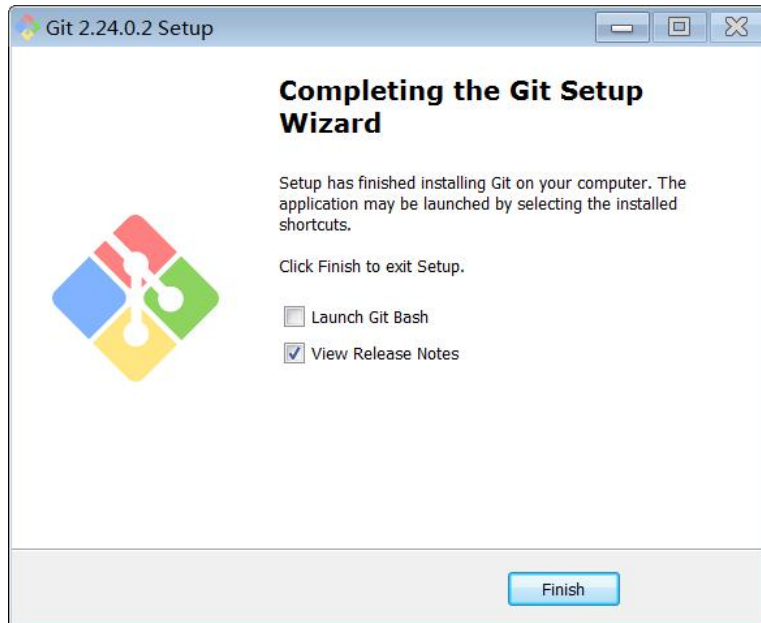 Git 2.24.0.2 Setup
Completing the Git Setup
Wizard
Setup has finished installing Git on your computer. The
application may be launched by selecting the installed
shortcuts.
Click Finish to exit Setup.
Launch Git Bash
View Release Notes
Finish